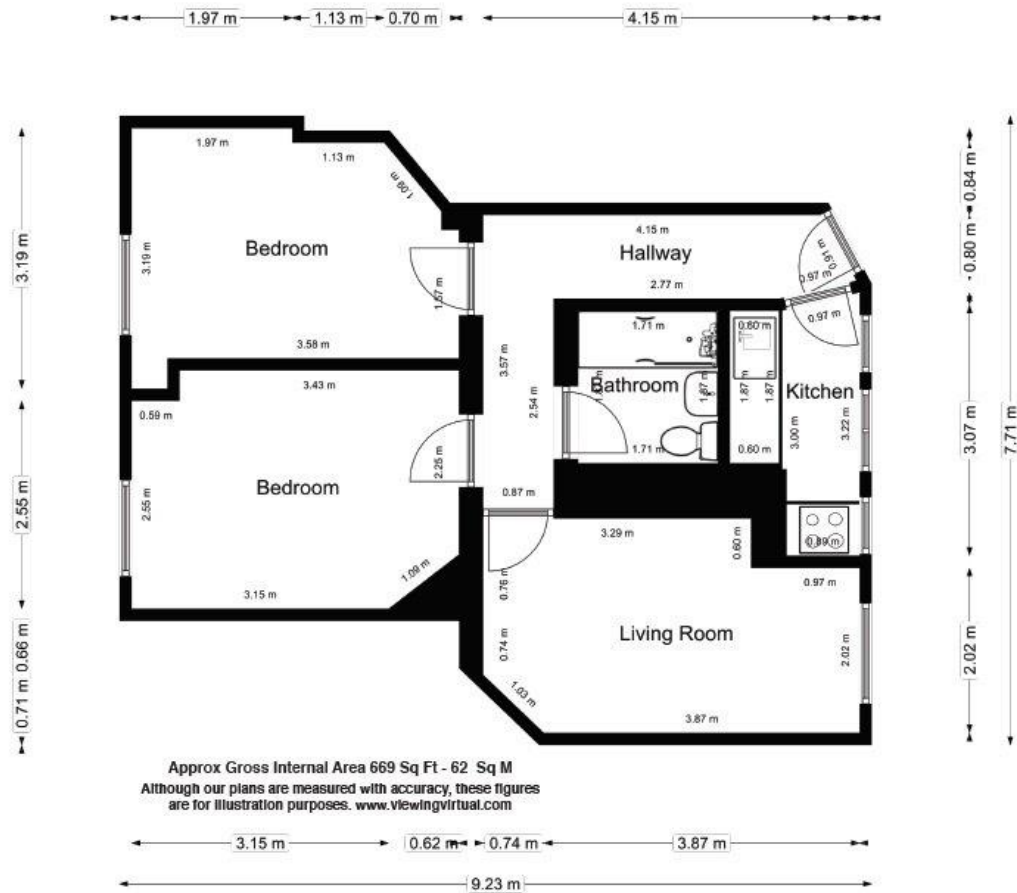 1.97 m 1.13 m 0.70 m 4.15 m
1.97 m
1.13 m
1.09 m
3.19 m
3.19 m
Bedroom
1.57 m
3.58 m
4.15 m
Hallway
2.77 m
0.91 m
0.97 m
0.97 m
0.84 m
0.80 m
3.43 m
0.59 m
3.57 m
2.54 m
1.71 m
Bathroom
1.87 m
1.71 m
0.60 m
1.87 m
1.87 m
0.60 m
Kitchen
3.00 m
3.22 m
3.07 m
7.71 m
2.55 m
2.55 m
Bedroom
2.25 m
1.09 m
3.15 m
0.87 m
3.29 m
0.60 m
0.97 m
0.76 m
0.74 m
Living Room
2.02 m
2.02 m
1.03 m
3.87 m
0.66 m
0.71 m
Approx Gross Internal Area 669 Sq Ft - 62 Sq M
Although our plans are measured with accuracy, these figures
are for illustration purposes. www.viewingvirtual.com
3.15 m 0.62 m 0.74 m 3.87 m
9.23 m